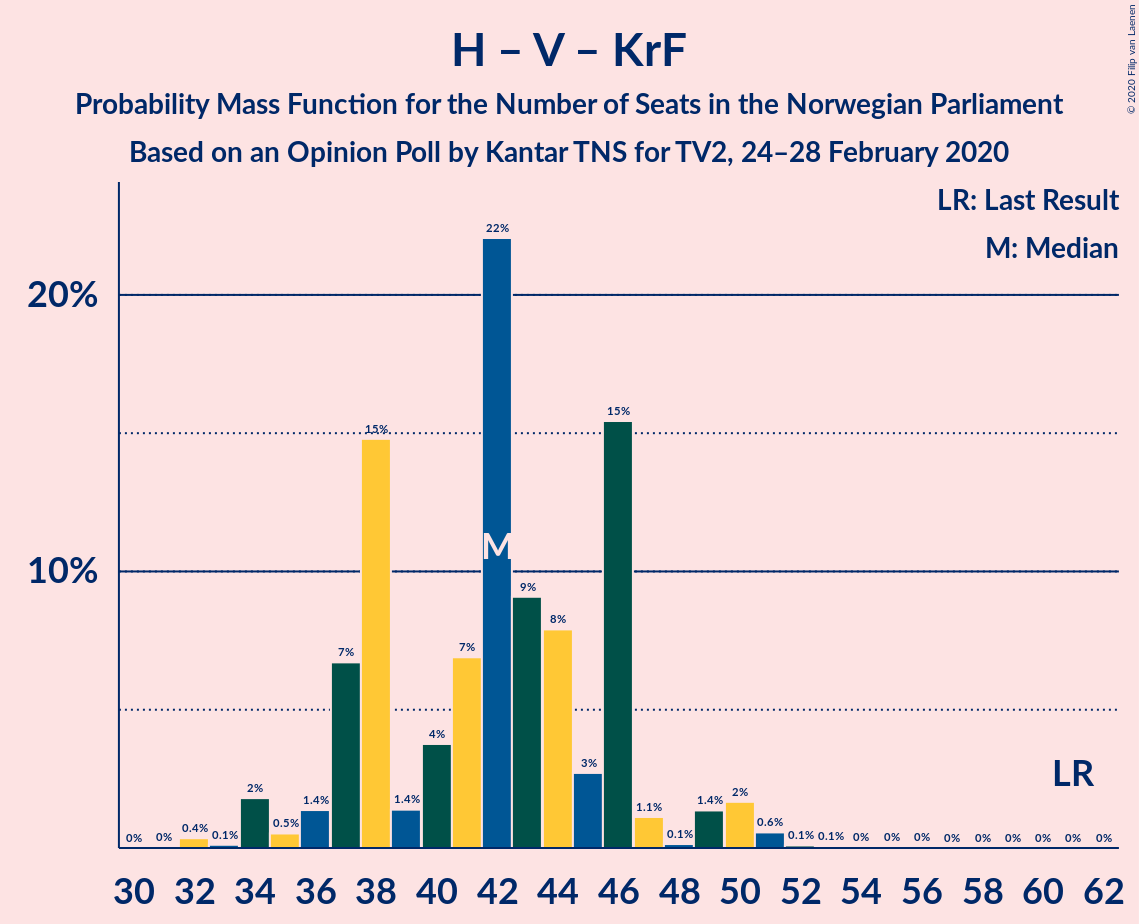 H – V – KrF
Probability Mass Function for the Number of Seats in the Norwegian Parliament
Based on an Opinion Poll by Kantar TNS for TV2, 24–28 February 2020
© 2020 Filip van Laenen
LR: Last Result
M: Median
20%
10%
0% 0% 0.4% 0.1% 2% 0.5% 1.4% 7% 15% 1.4% 4% 7% 22% 9% 8% 3% 15% 1.1% 0.1% 1.4% 2% 0.6% 0.1% 0.1% 0% 0% 0% 0% 0% 0% 0% 0% 0%
M
LR
30 32 34 36 38 40 42 44 46 48 50 52 54 56 58 60 62